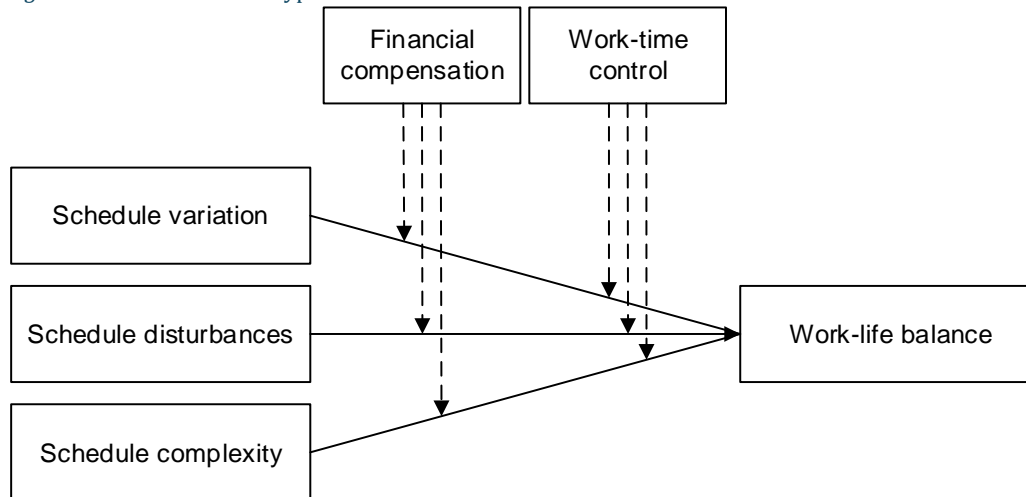 Financial
compensation
Work-time
control
Schedule variation
Schedule disturbances
Work-life balance
Schedule complexity